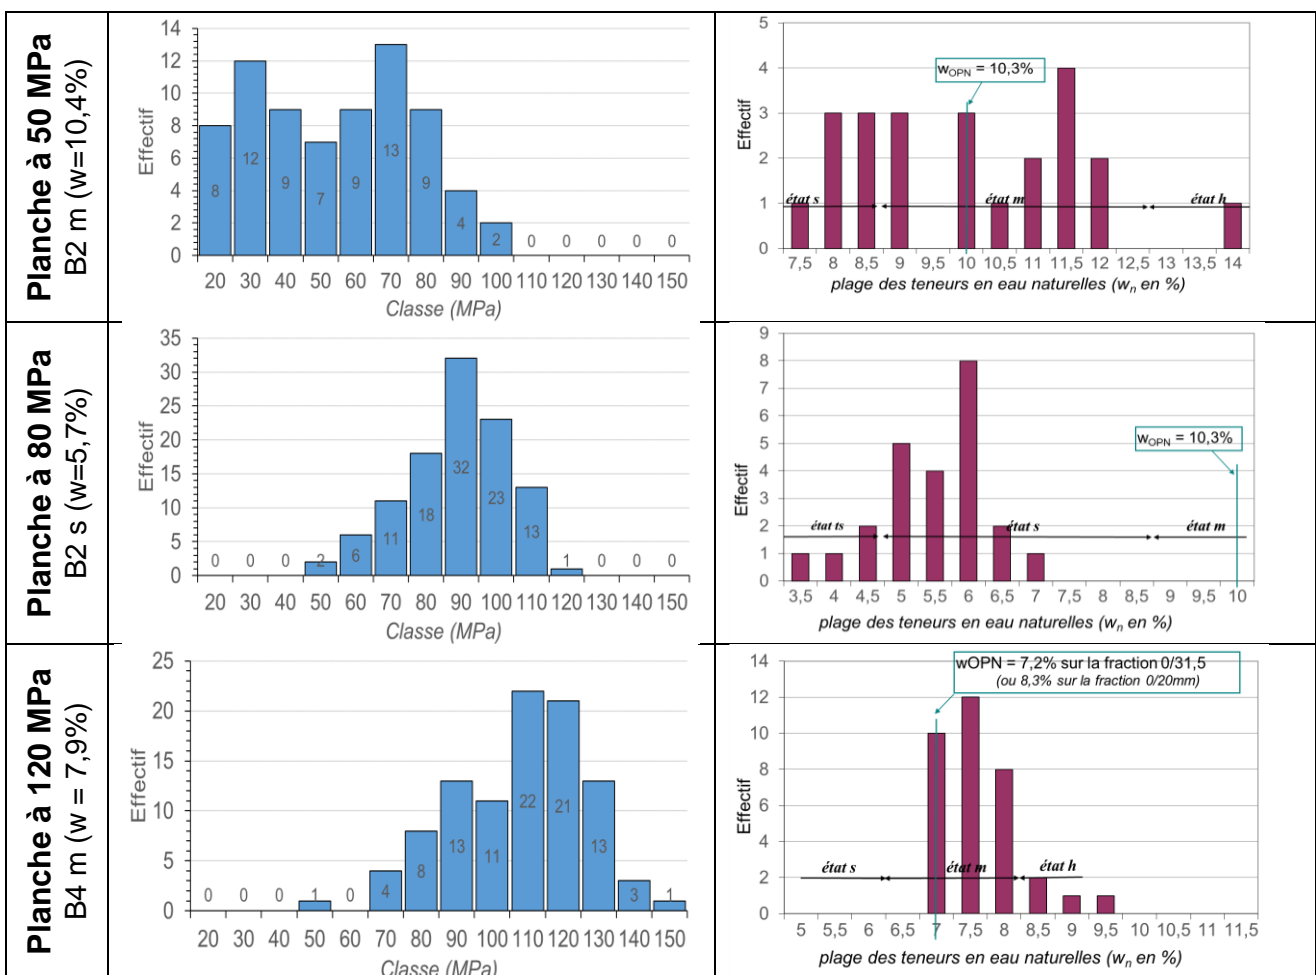 Planche à 50 MPa
B2 m (w=10,4%)
Effectif
14
12
10
8
6
4
2
0
8
12
9
7
9
13
9
4
2
0
0
0
0
0
20 30 40 50 60 70 80 90 100 110 120 130 140 150
Classe (MPa)
Effectif
5
4
3
2
1
0
wOPN = 10,3%
état s
état m
état h
7,5 8 8,5 9 9,5 10 10,5 11 11,5 12 12,5 13 13,5 14
plage des teneurs en eau naturelles (wn en %)
Planche à 80 MPa
B2 s (w=5,7%)
Effectif
35
30
25
20
15
10
5
0
0
0
0
2
6
11
18
32
23
13
1
0
0
0
20 30 40 50 60 70 80 90 100 110 120 130 140 150
Classe (MPa)
Effectif
9
8
7
6
5
4
3
2
1
0
wOPN = 10,3%
état ts
état s
état m
3,5 4 4,5 5 5,5 6 6,5 7 7,5 8 8,5 9 9,5 10
plage des teneurs en eau naturelles (wn en %)
Planche à 120 MPa
B4 m (w = 7,9%)
Effectif
25
20
15
10
5
0
0
0
0
1
0
4
8
13
11
22
21
13
3
1
20 30 40 50 60 70 80 90 100 110 120 130 140 150
Classe (MPa)
Effectif
14
12
10
8
6
4
2
0
wOPN = 7,2% sur la fraction 0/31,5
(ou 8,3% sur la fraction 0/20mm)
état s
état m
état h
5 5,5 6 6,5 7 7,5 8 8,5 9 9,5 10 10,5 11 11,5
plage des teneurs en eau naturelles (wn en %)